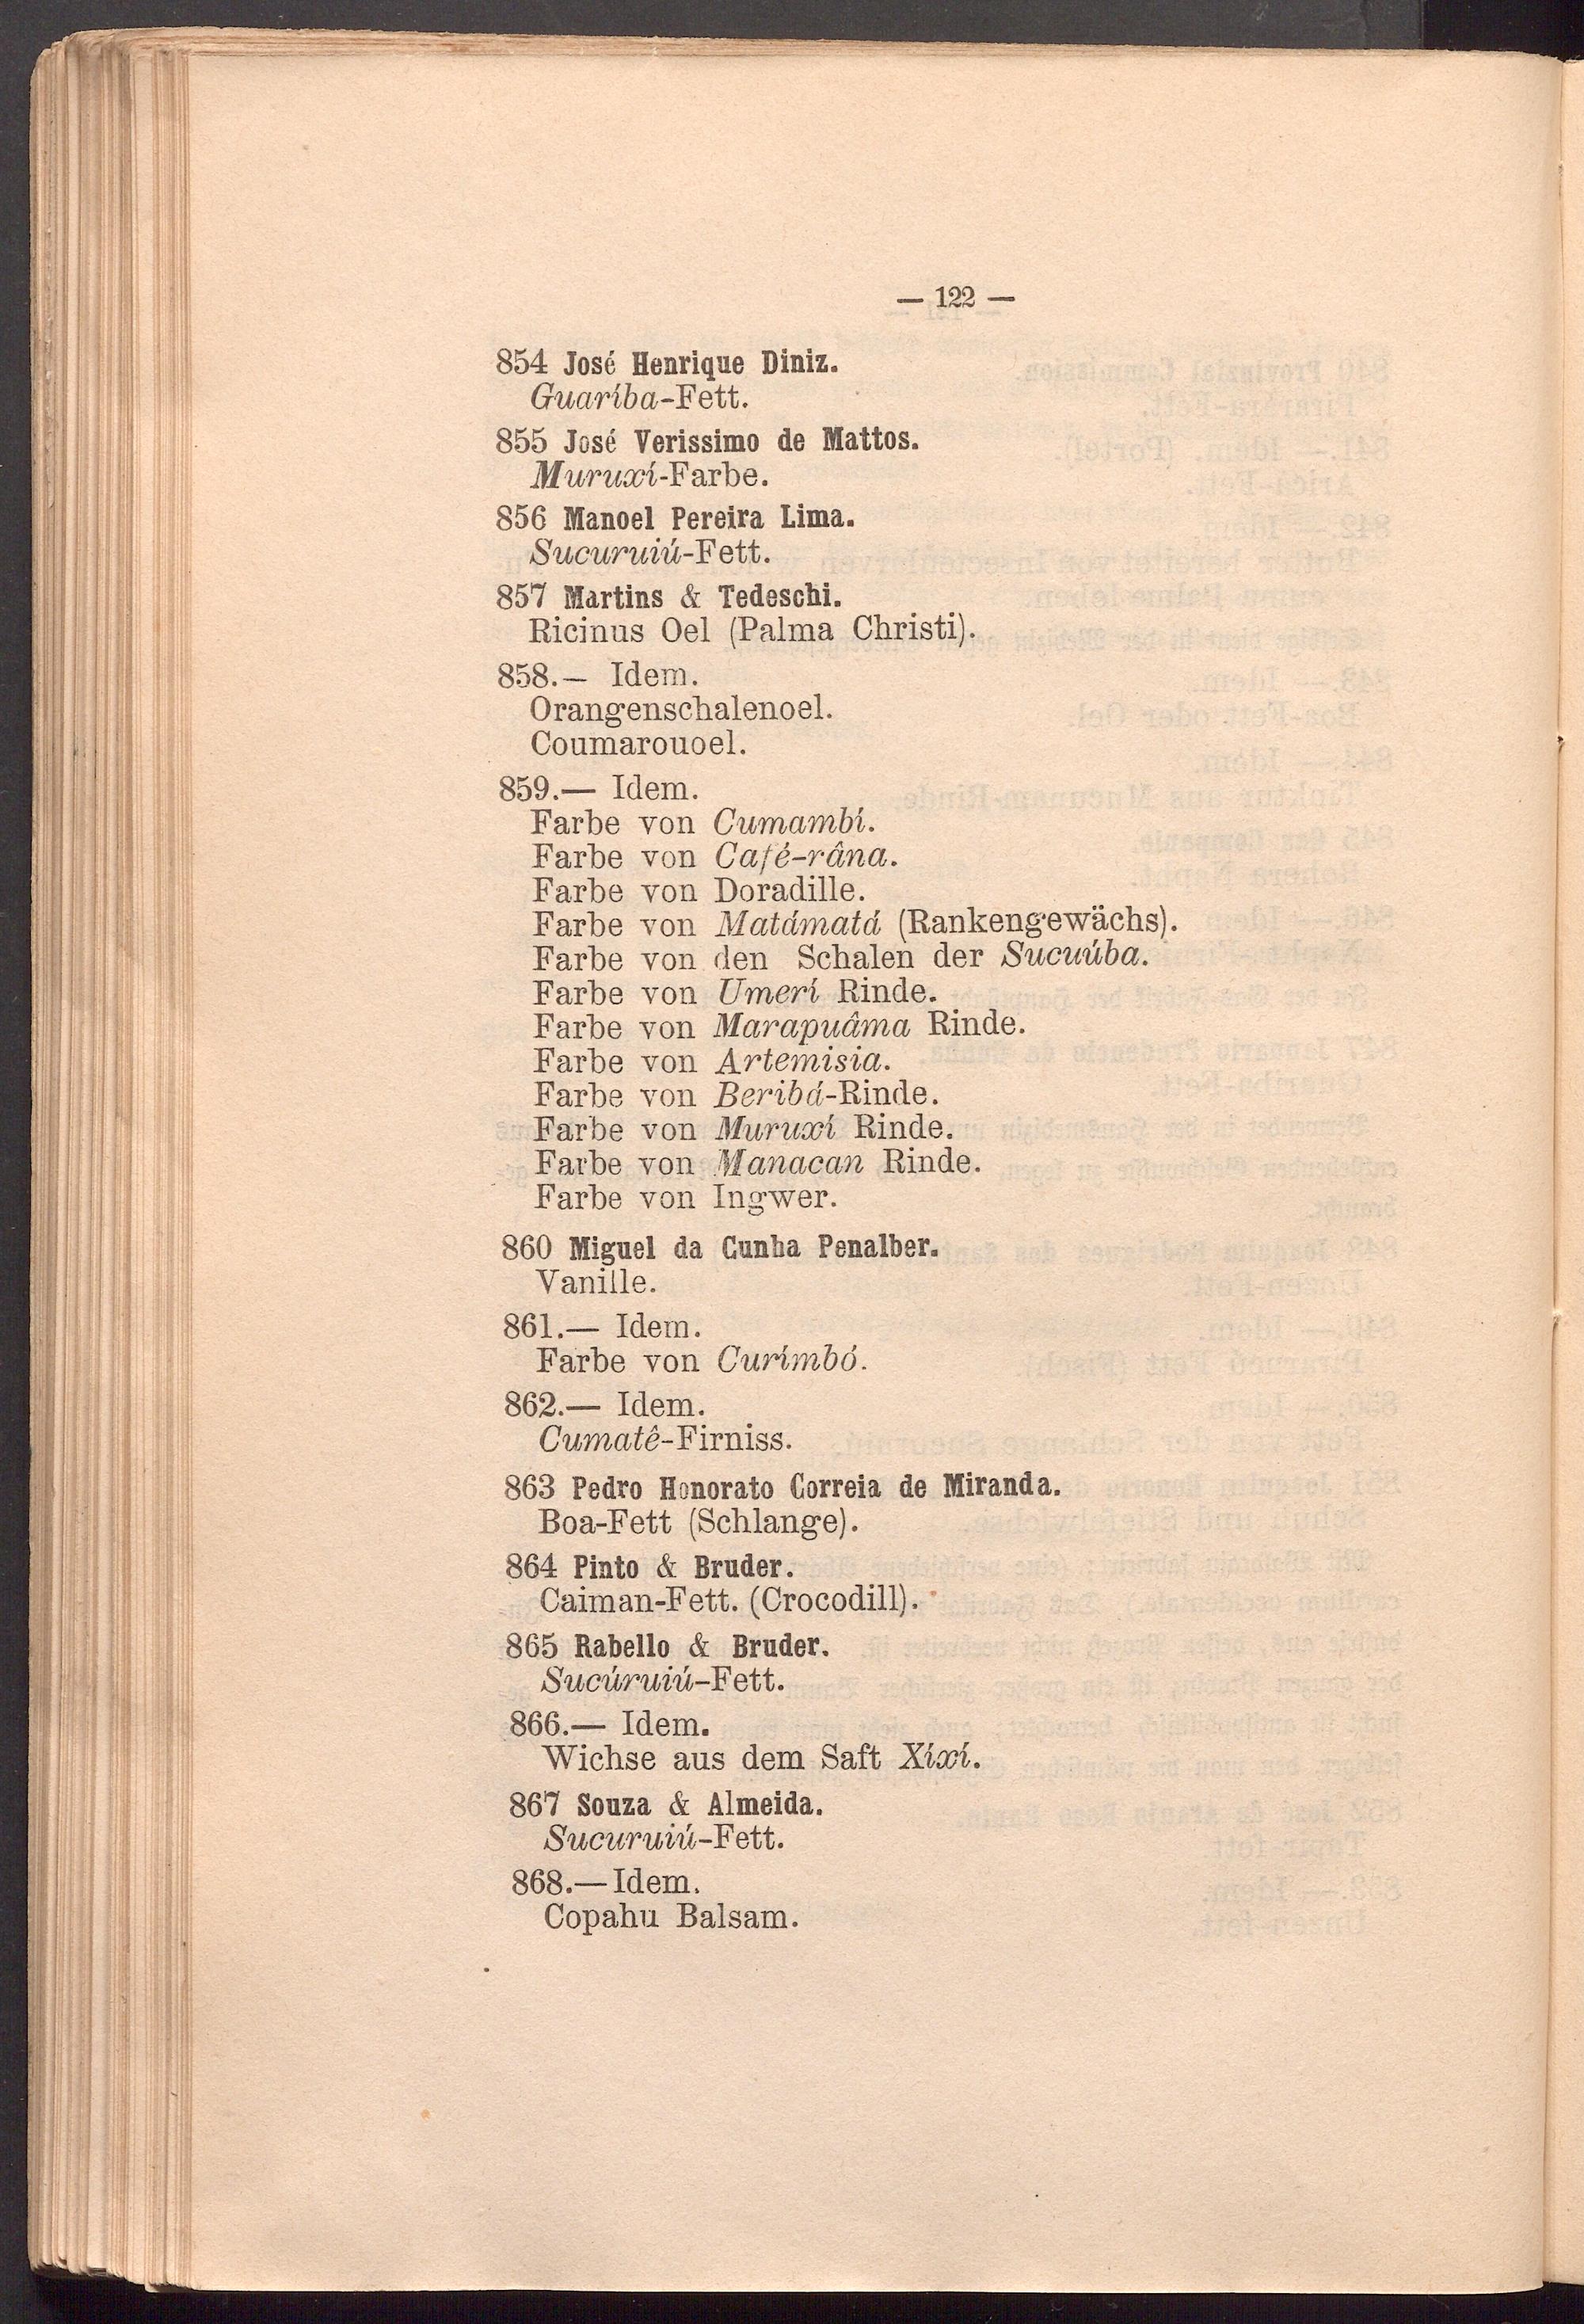 — 122 —
854 José Henrique Diniz.
Guaríba-Fett.
855 José Verissimo de Mattos.
Muruxí-Farbe.
856 Manoel Pereira Lima.
Sucuruiú-Fett.
857 Martins & Tedeschi.
Ricinus Oel (Palma Christi).
858.— Idem.
Orangenschalenoel.
Coumarouoel.
859.— Idem.
Farbe von Cumambí.
Farbe von Café-râna.
Farbe von Doradille.
Farbe von Matámatá (Rankengewächs).
Farbe von den Schalen der Sucuúba.
Farbe von Umerí Rinde.
Farbe von Marapuâma Rinde.
Farbe von Artemisia.
Farbe von Beribá-Rinde.
Farbe von Muruxí Rinde.
Farbe von Manacan Rinde.
Farbe von Ingwer.
860 Miguel da Cunha Penalber.
Vanille.
861.— Idem.
Farbe von Curímbó.
862.— Idem.
Cumatê-Firniss.
863 Pedro Honorato Correia de Miranda.
Boa-Fett (Schlange).
864 Pinto & Bruder.
Caiman-Fett. (Crocodill).
865 Rabello & Bruder.
Sucúruiú-Fett.
866.— Idem.
Wichse aus dem Saft Xíxí.
867 Souza & Almeida.
Sucuruiú-Fett.
868.— Idem.
Copahu Balsam.